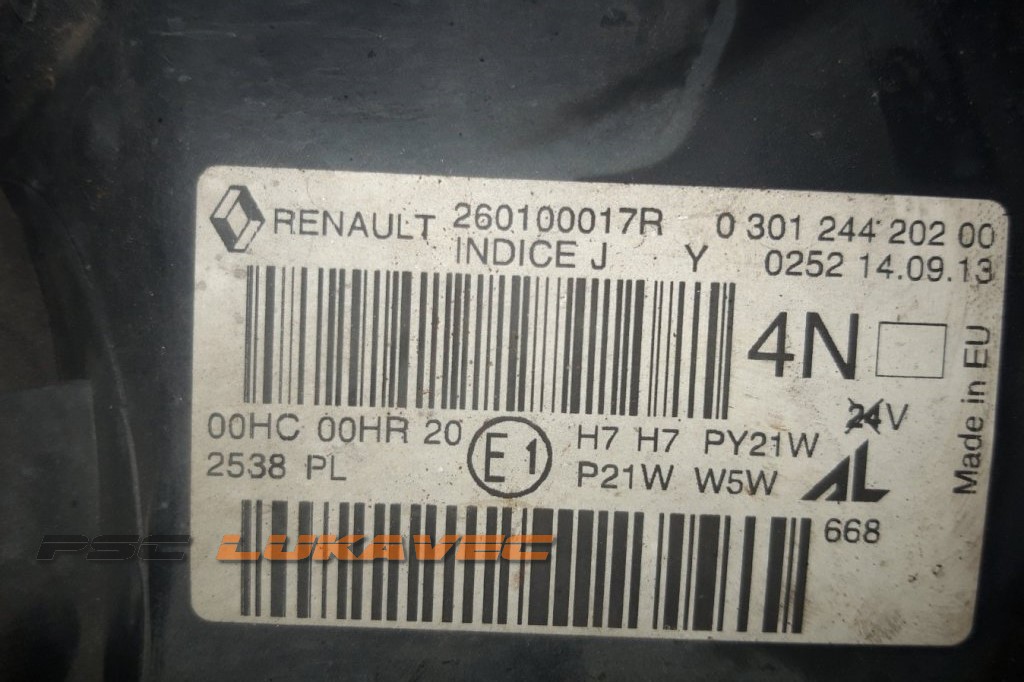 RENAULT 260100017R 0 301 244 202 00
INDICE J Y 0252 14.09.13
4N
Made in EU
24V
00HC 00HR 20 E1 H7 H7 PY21W
2538 PL P21W W5W AL
668
PSC LUKAVEC